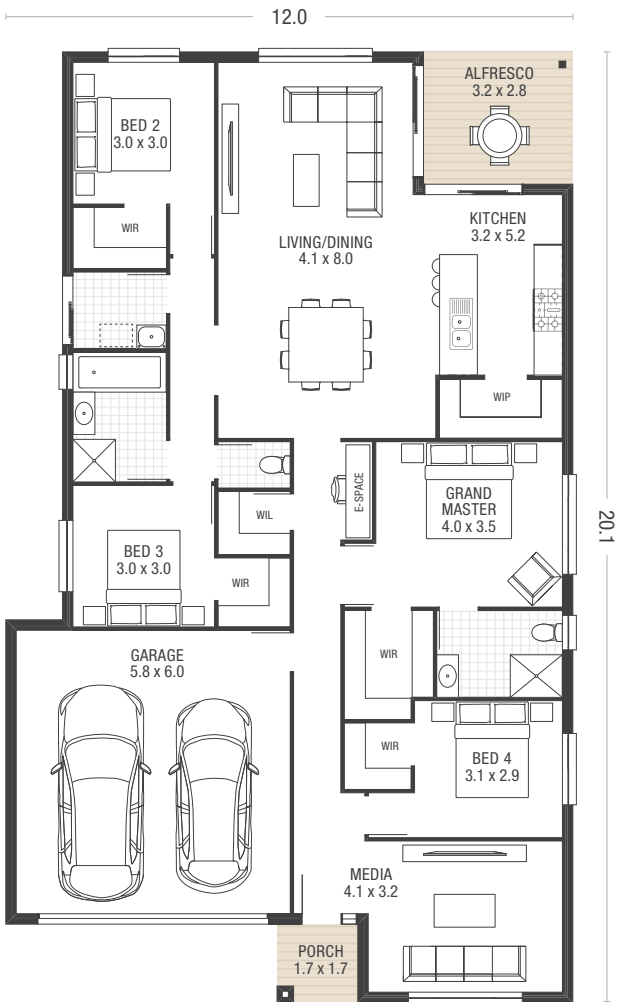 12.0
ALFRESCO
3.2 x 2.8
BED 2
3.0 x 3.0
WIR
KITCHEN
3.2 x 5.2
LIVING/DINING
4.1 x 8.0
WIP
E-SPACE
GRAND
MASTER
4.0 x 3.5
20.1
WIL
BED 3
3.0 x 3.0
WIR
GARAGE
5.8 x 6.0
WIR
WIR
BED 4
3.1 x 2.9
MEDIA
4.1 x 3.2
PORCH
1.7 x 1.7